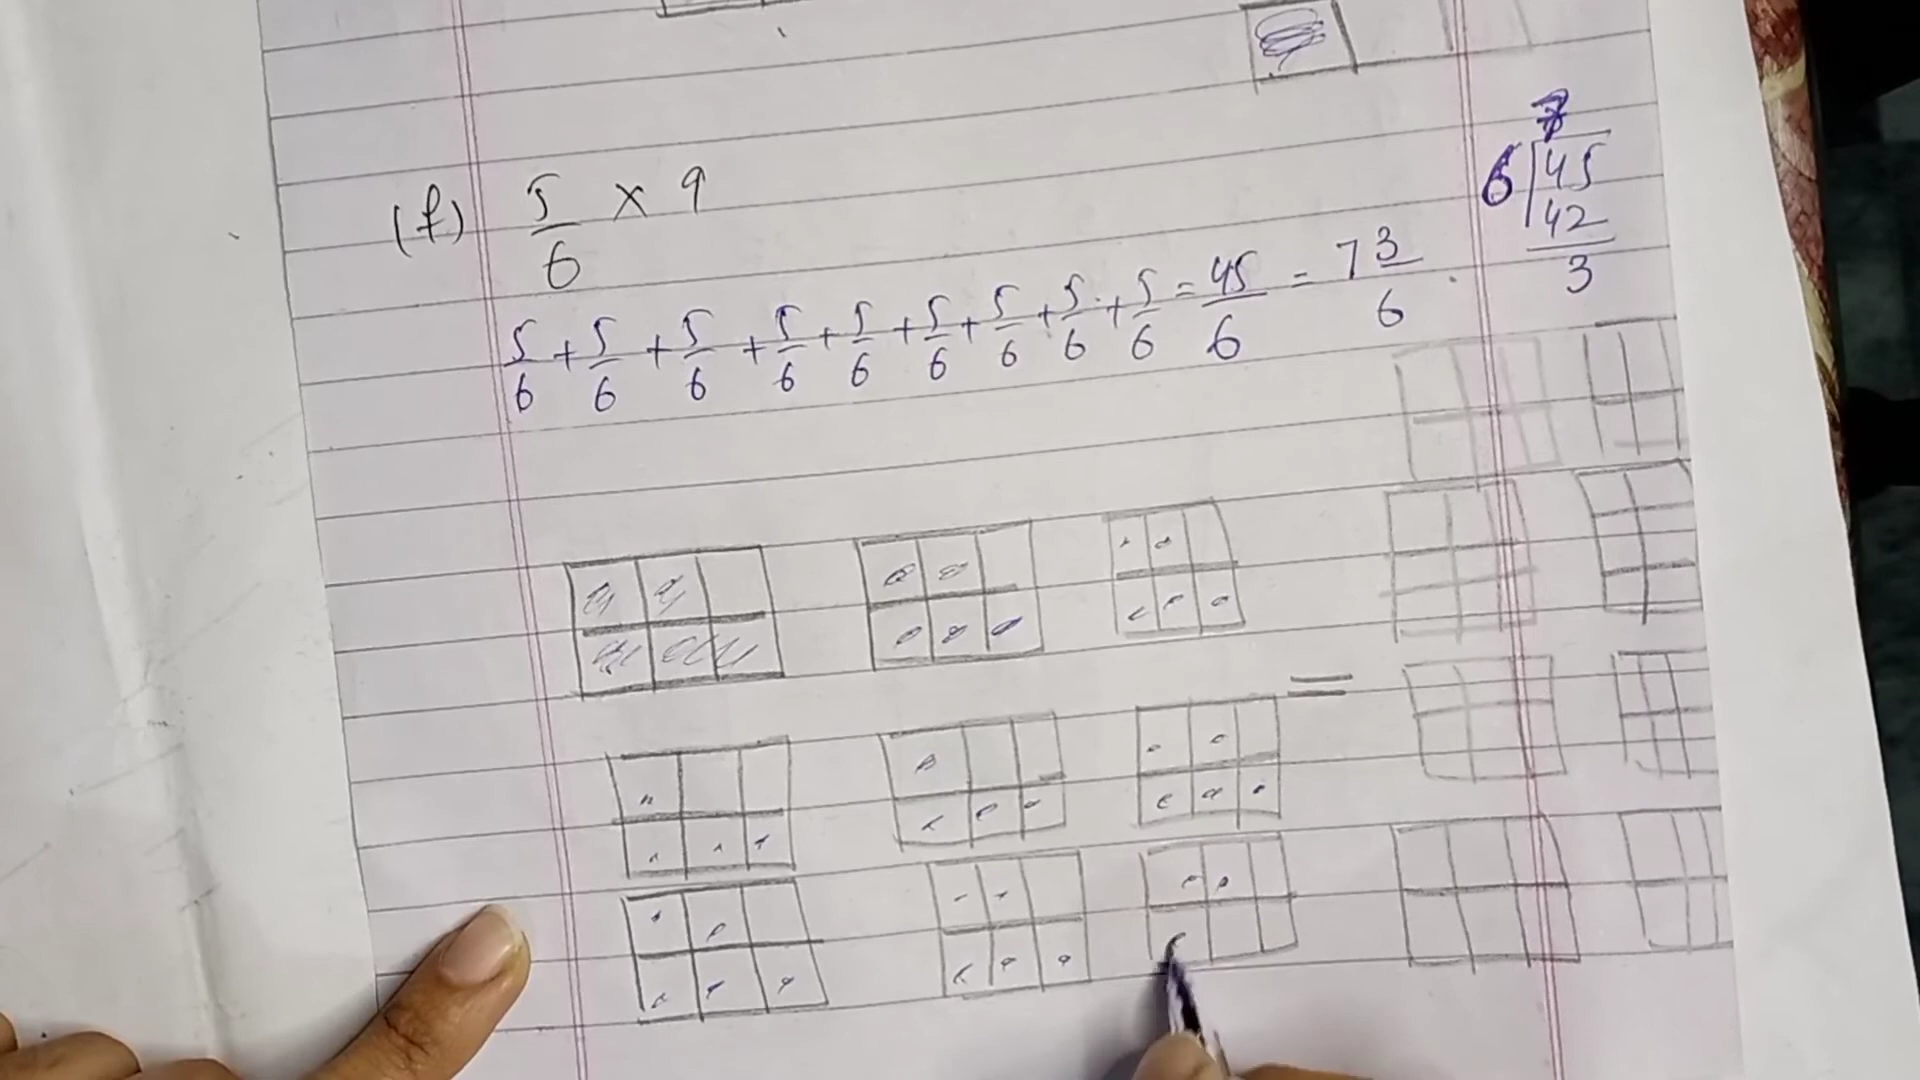 (f) 5/6 × 9
5/6 + 5/6 + 5/6 + 5/6 + 5/6 + 5/6 + 5/6 + 5/6 + 5/6 = 45/6 = 7 3/6
7
6 45
42
3
=